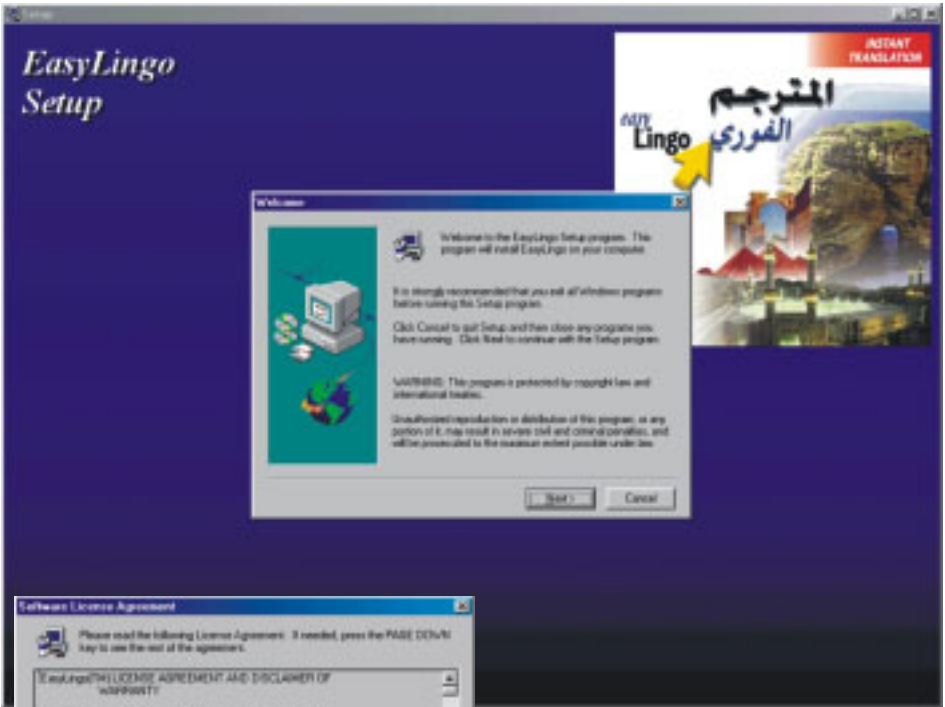 Setup
EasyLingo
Setup
INSTANT
TRANSLATION
المترجم
الفوري
easy
Lingo
Welcome
Welcome to the EasyLingo Setup program. This
program will install EasyLingo on your computer.
It is strongly recommended that you exit all Windows programs
before running this Setup program.
Click Cancel to quit Setup and then close any programs you
have running. Click Next to continue with the Setup program.
WARNING: This program is protected by copyright law and
international treaties.
Unauthorized reproduction or distribution of this program, or any
portion of it, may result in severe civil and criminal penalties, and
will be prosecuted to the maximum extent possible under law.
Next >
Cancel
Software License Agreement
Please read the following License Agreement. If needed, press the PAGE DOWN
key to see the rest of the agreement.
EasyLingo(TM) LICENSE AGREEMENT AND DISCLAIMER OF
WARRANTY